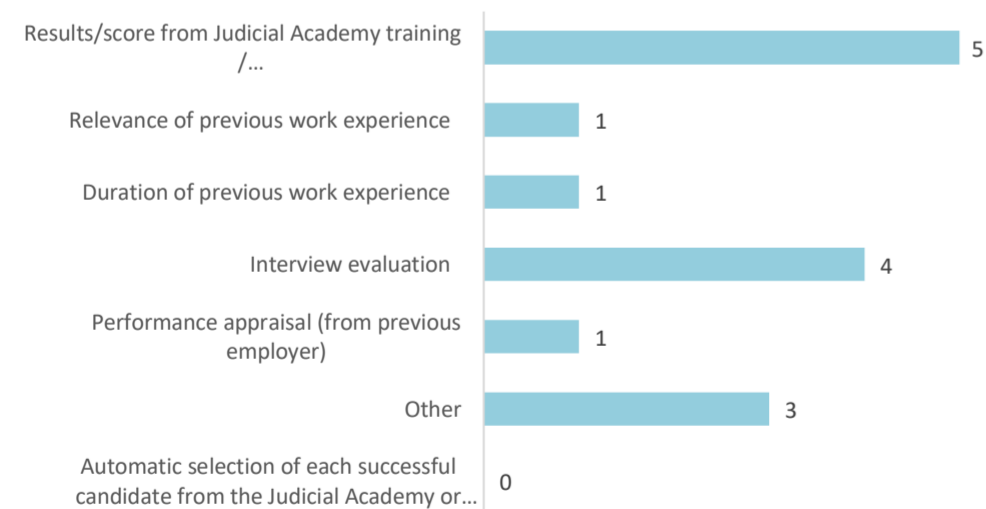 Results/score from Judicial Academy training
/...
5
Relevance of previous work experience
1
Duration of previous work experience
1
Interview evaluation
4
Performance appraisal (from previous
employer)
1
Other
3
Automatic selection of each successful
candidate from the Judicial Academy or...
0